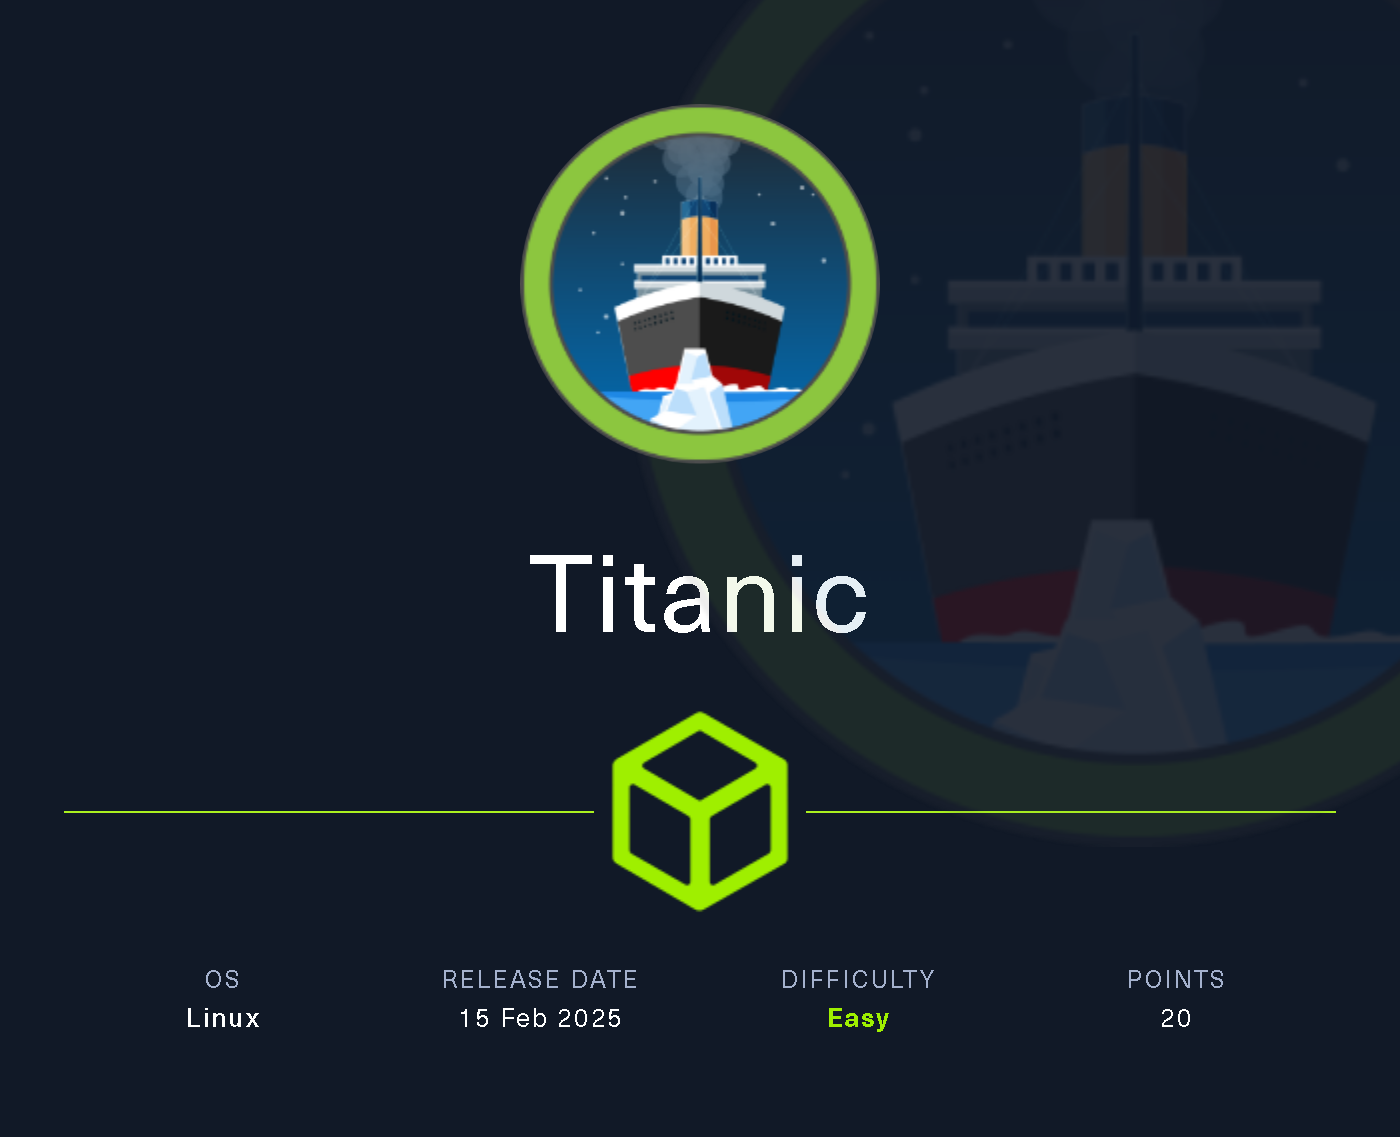 Titanic
OS
Linux
RELEASE DATE
15 Feb 2025
DIFFICULTY
Easy
POINTS
20